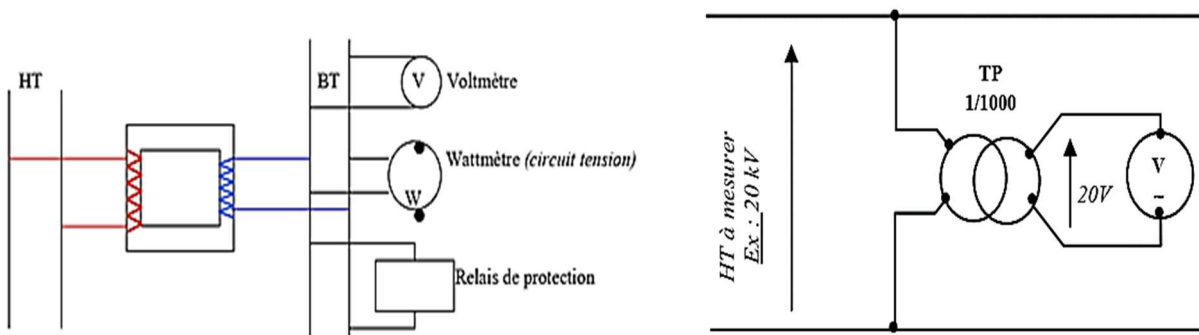 HT
BT
V
Voltmètre
Wattmètre (circuit tension)
W
Relais de protection
HT à mesurer
Ex : 20 kV
TP
1/1000
20V
V
~